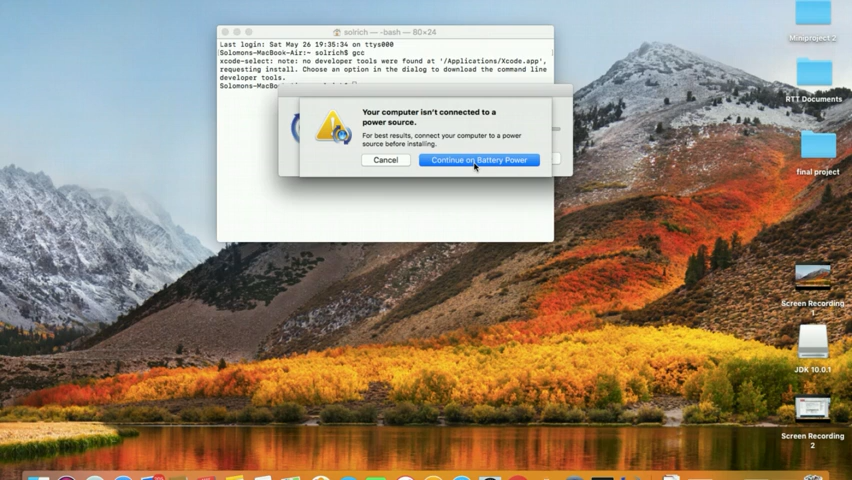 solrich — -bash — 80×24
Last login: Sat May 26 19:35:34 on ttys000
Solomons-MacBook-Air:~ solrich$ gcc
xcode-select: note: no developer tools were found at '/Applications/Xcode.app',
requesting install. Choose an option in the dialog to download the command line
developer tools.
Solomons-MacBook-Air:~ solrich$
Your computer isn't connected to a
power source.
For best results, connect your computer to a power
source before installing.
Cancel
Continue on Battery Power
Miniproject 2
RTT Documents
final project
Screen Recording
1
JDK 10.0.1
Screen Recording
2